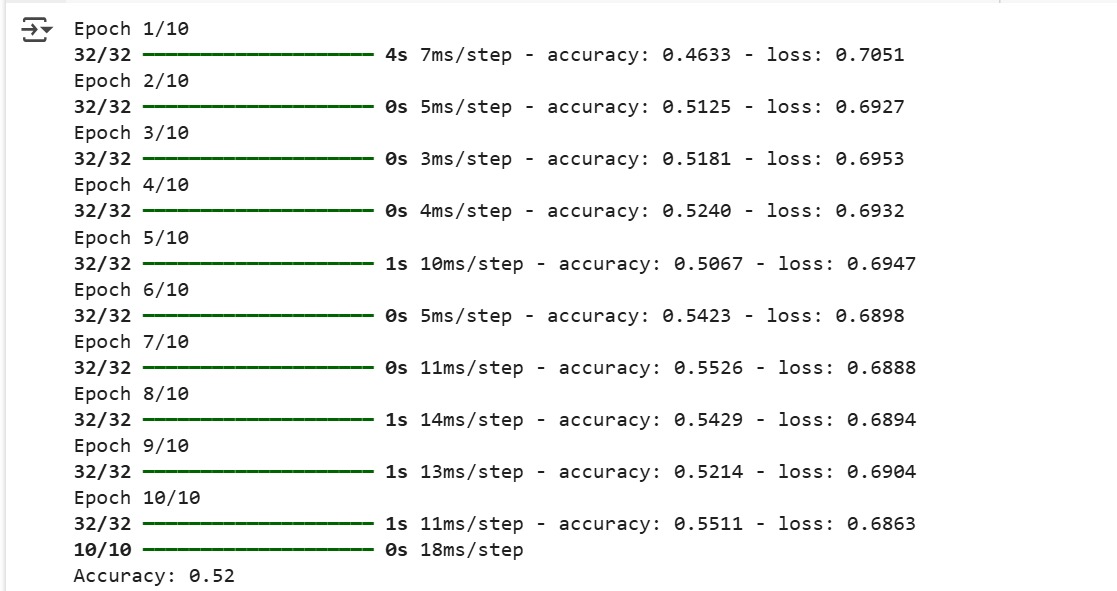 Epoch 1/10
32/32 ━━━━━━━━━━━━━━━━━━━━ 4s 7ms/step - accuracy: 0.4633 - loss: 0.7051
Epoch 2/10
32/32 ━━━━━━━━━━━━━━━━━━━━ 0s 5ms/step - accuracy: 0.5125 - loss: 0.6927
Epoch 3/10
32/32 ━━━━━━━━━━━━━━━━━━━━ 0s 3ms/step - accuracy: 0.5181 - loss: 0.6953
Epoch 4/10
32/32 ━━━━━━━━━━━━━━━━━━━━ 0s 4ms/step - accuracy: 0.5240 - loss: 0.6932
Epoch 5/10
32/32 ━━━━━━━━━━━━━━━━━━━━ 1s 10ms/step - accuracy: 0.5067 - loss: 0.6947
Epoch 6/10
32/32 ━━━━━━━━━━━━━━━━━━━━ 0s 5ms/step - accuracy: 0.5423 - loss: 0.6898
Epoch 7/10
32/32 ━━━━━━━━━━━━━━━━━━━━ 0s 11ms/step - accuracy: 0.5526 - loss: 0.6888
Epoch 8/10
32/32 ━━━━━━━━━━━━━━━━━━━━ 1s 14ms/step - accuracy: 0.5429 - loss: 0.6894
Epoch 9/10
32/32 ━━━━━━━━━━━━━━━━━━━━ 1s 13ms/step - accuracy: 0.5214 - loss: 0.6904
Epoch 10/10
32/32 ━━━━━━━━━━━━━━━━━━━━ 1s 11ms/step - accuracy: 0.5511 - loss: 0.6863
10/10 ━━━━━━━━━━━━━━━━━━━━ 0s 18ms/step
Accuracy: 0.52